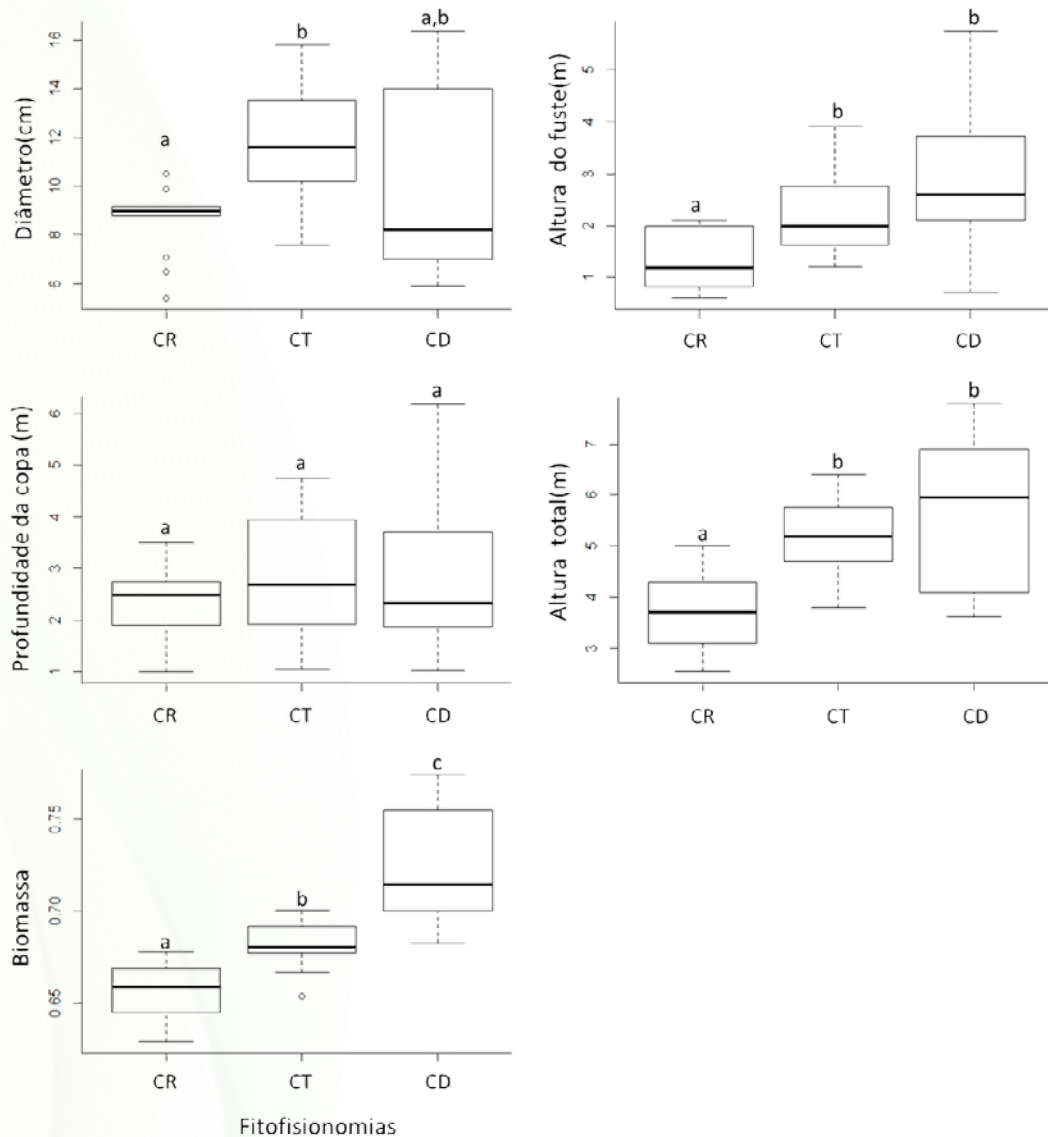 Diâmetro(cm)
16
14
12
10
8
6
a
b
a,b
CR
CT
CD
Altura do fuste(m)
5
4
3
2
1
a
b
b
CR
CT
CD
Profundidade da copa (m)
6
5
4
3
2
1
a
a
a
CR
CT
CD
Altura total(m)
7
6
5
4
3
a
b
b
CR
CT
CD
Biomassa
0.75
0.70
0.65
a
b
c
CR
CT
CD
Fitofisionomias